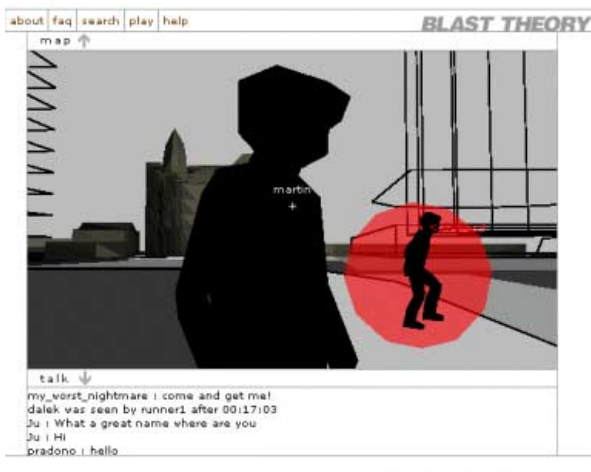 about faq search play help
BLAST THEORY
map
martin
talk
my_worst_nightmare : come and get me!
dalek was seen by runner1 after 00:17:03
Ju : What a great name where are you
Ju : Hi
pradono : hello